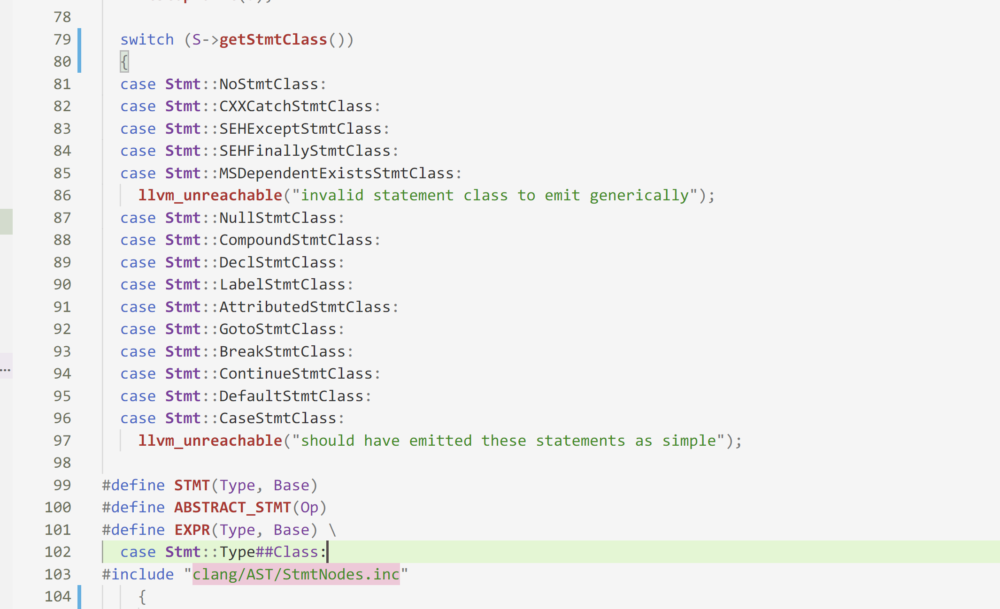 78
79 switch (S->getStmtClass())
80 {
81 case Stmt::NoStmtClass:
82 case Stmt::CXXCatchStmtClass:
83 case Stmt::SEHExceptStmtClass:
84 case Stmt::SEHFinallyStmtClass:
85 case Stmt::MSDependentExistsStmtClass:
86 llvm_unreachable("invalid statement class to emit generically");
87 case Stmt::NullStmtClass:
88 case Stmt::CompoundStmtClass:
89 case Stmt::DeclStmtClass:
90 case Stmt::LabelStmtClass:
91 case Stmt::AttributedStmtClass:
92 case Stmt::GotoStmtClass:
93 case Stmt::BreakStmtClass:
94 case Stmt::ContinueStmtClass:
95 case Stmt::DefaultStmtClass:
96 case Stmt::CaseStmtClass:
97 llvm_unreachable("should have emitted these statements as simple");
98
99 #define STMT(Type, Base)
100 #define ABSTRACT_STMT(Op)
101 #define EXPR(Type, Base) \
102 case Stmt::Type##Class:
103 #include "clang/AST/StmtNodes.inc"
104 {